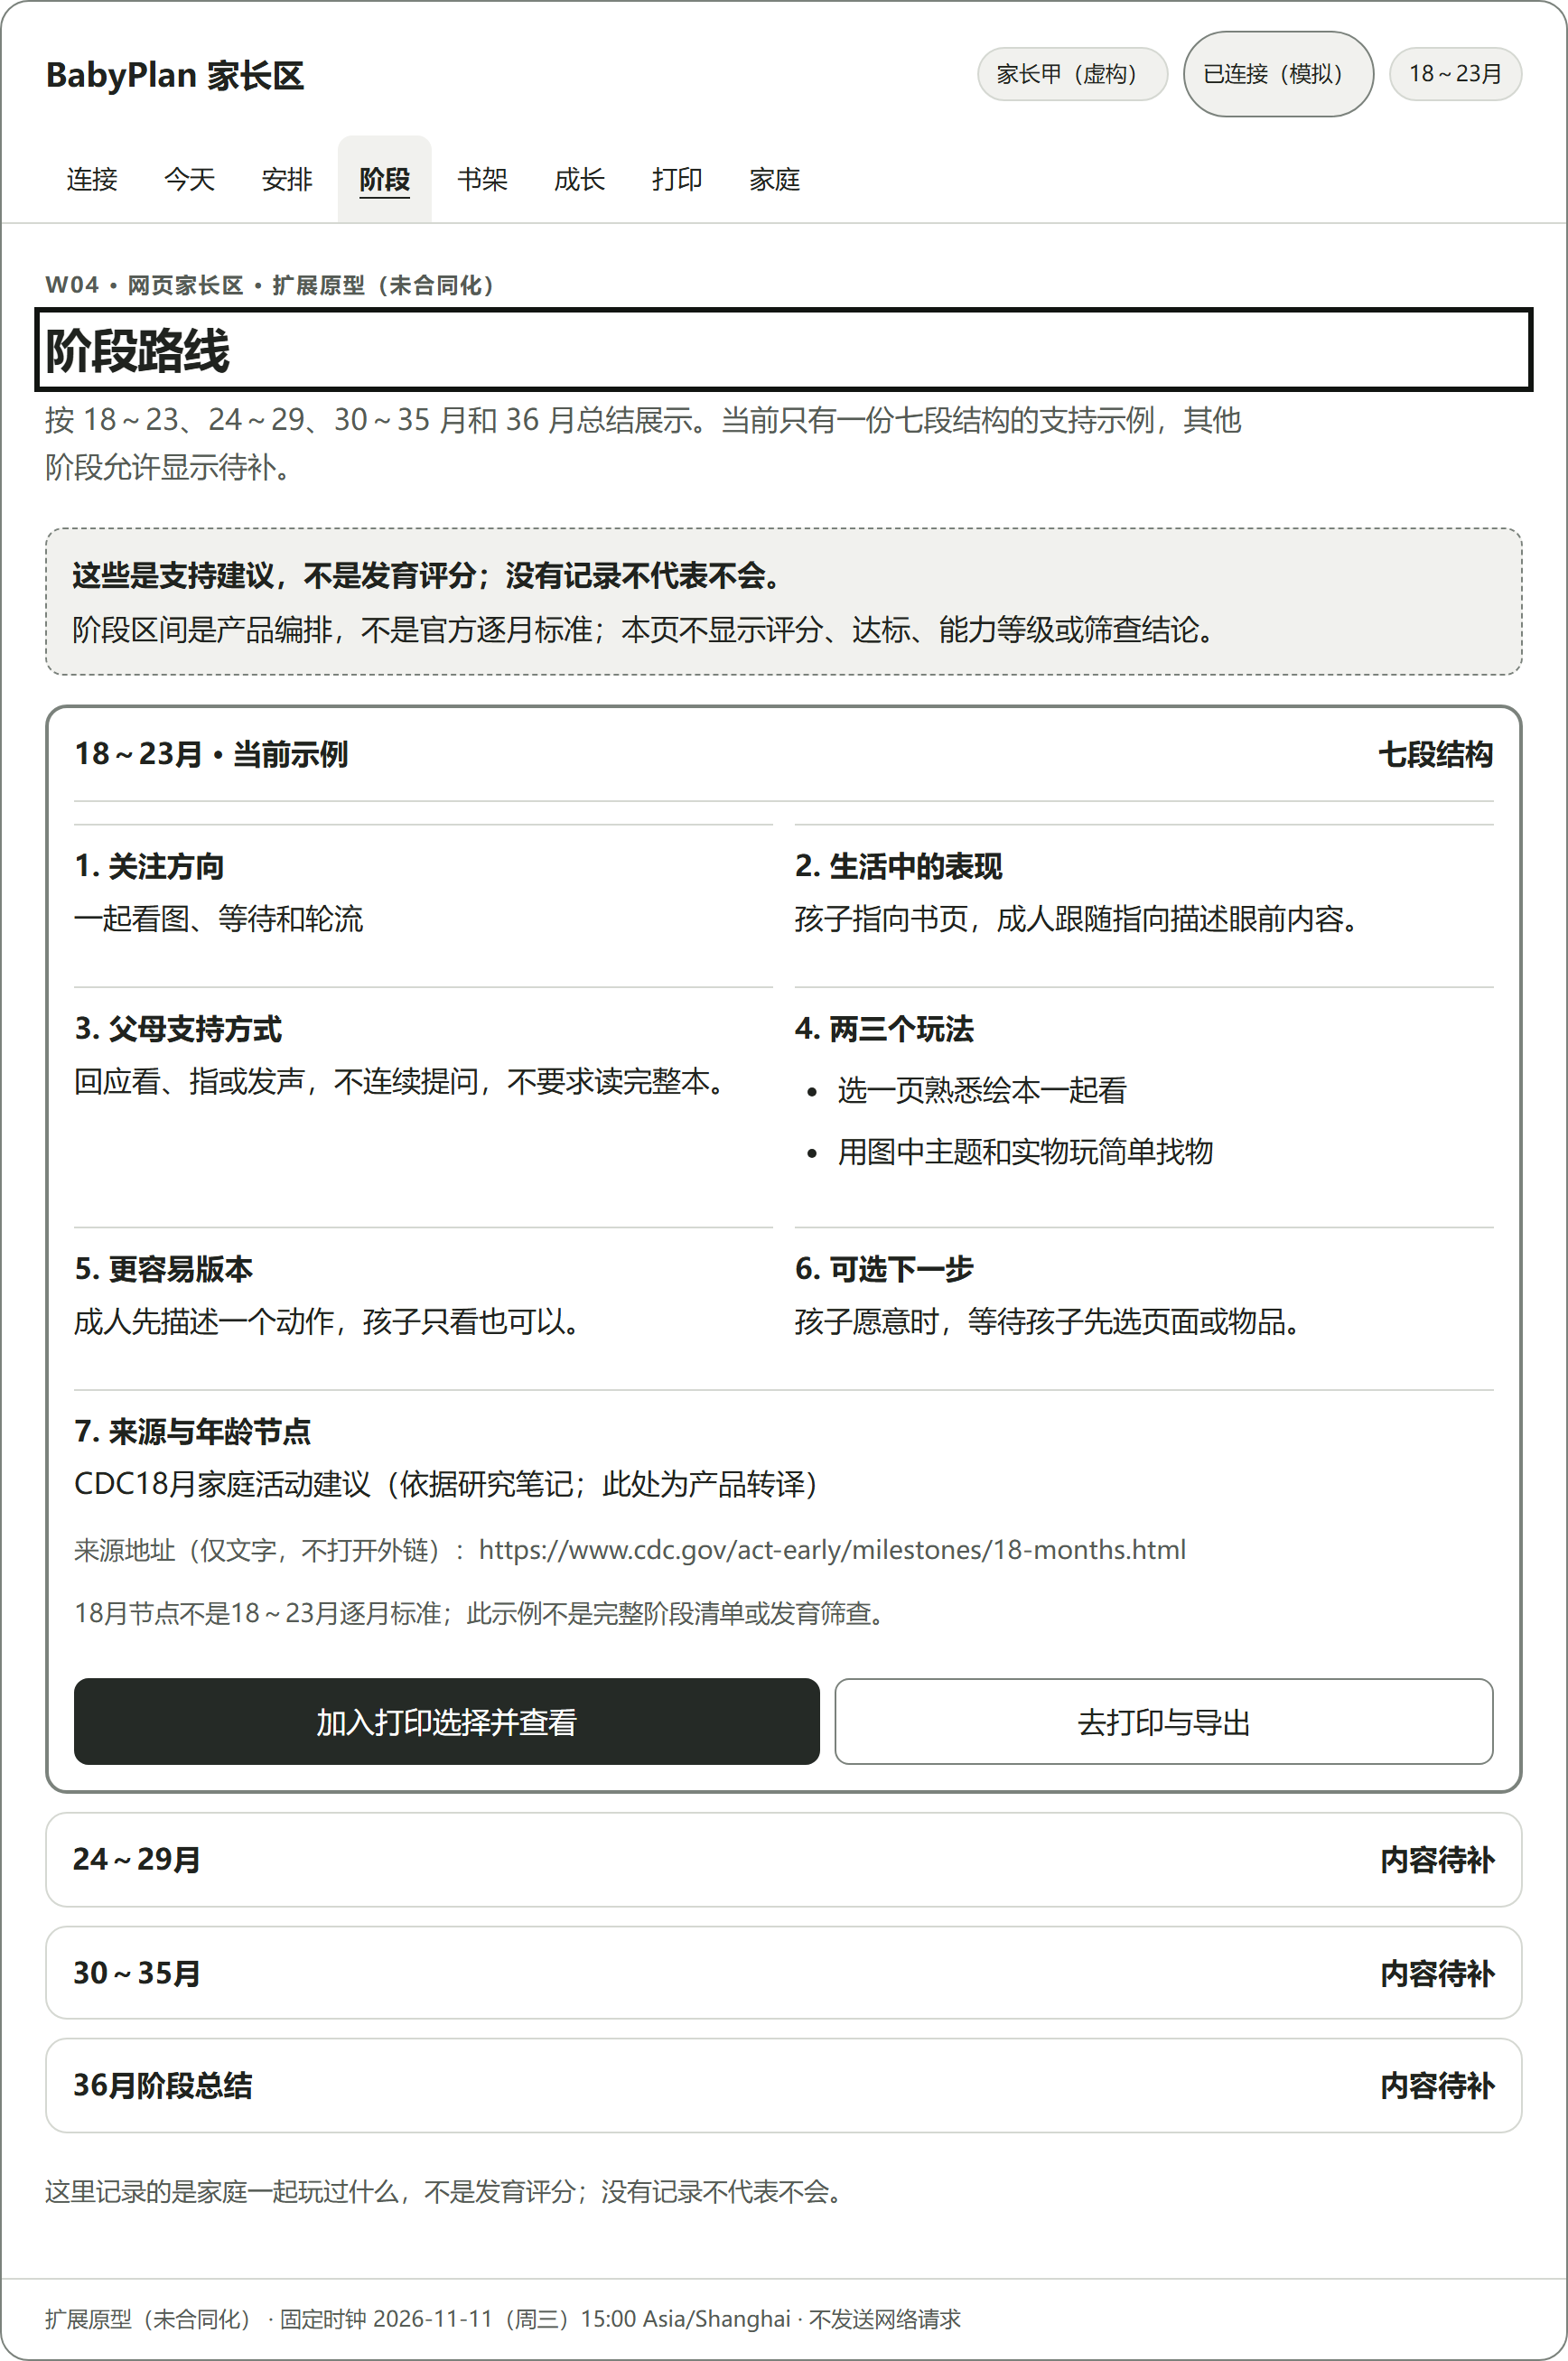 BabyPlan 家长区
家长甲（虚构）
已连接（模拟）
18～23月
连接
今天
安排
阶段
书架
成长
打印
家庭
W04 • 网页家长区 • 扩展原型（未合同化）
阶段路线
按 18～23、24～29、30～35 月和 36 月总结展示。当前只有一份七段结构的支持示例，其他
阶段允许显示待补。
这些是支持建议，不是发育评分；没有记录不代表不会。
阶段区间是产品编排，不是官方逐月标准；本页不显示评分、达标、能力等级或筛查结论。
18～23月 • 当前示例
七段结构
1. 关注方向
一起看图、等待和轮流
2. 生活中的表现
孩子指向书页，成人跟随指向描述眼前内容。
3. 父母支持方式
回应看、指或发声，不连续提问，不要求读完整本。
4. 两三个玩法
• 选一页熟悉绘本一起看
• 用图中主题和实物玩简单找物
5. 更容易版本
成人先描述一个动作，孩子只看也可以。
6. 可选下一步
孩子愿意时，等待孩子先选页面或物品。
7. 来源与年龄节点
CDC18月家庭活动建议（依据研究笔记；此处为产品转译）
来源地址（仅文字，不打开外链）：https://www.cdc.gov/act-early/milestones/18-months.html
18月节点不是18～23月逐月标准；此示例不是完整阶段清单或发育筛查。
加入打印选择并查看
去打印与导出
24～29月
内容待补
30～35月
内容待补
36月阶段总结
内容待补
这里记录的是家庭一起玩过什么，不是发育评分；没有记录不代表不会。
扩展原型（未合同化） · 固定时钟 2026-11-11（周三）15:00 Asia/Shanghai · 不发送网络请求